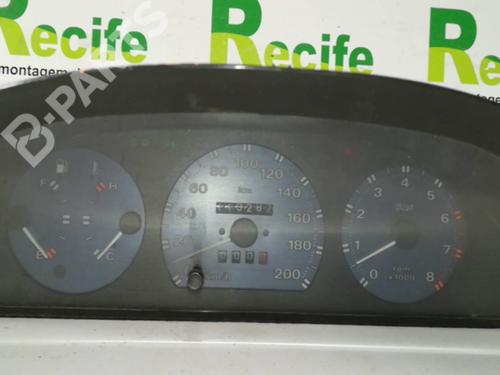 Recife
Recife
montagem
desmontage
B-PARTS
F H
E C
20 40 60 80 100 120 140 160 180 200
km
km/h
0 1 2 3 4 5 6 7 8
rpm
x1000